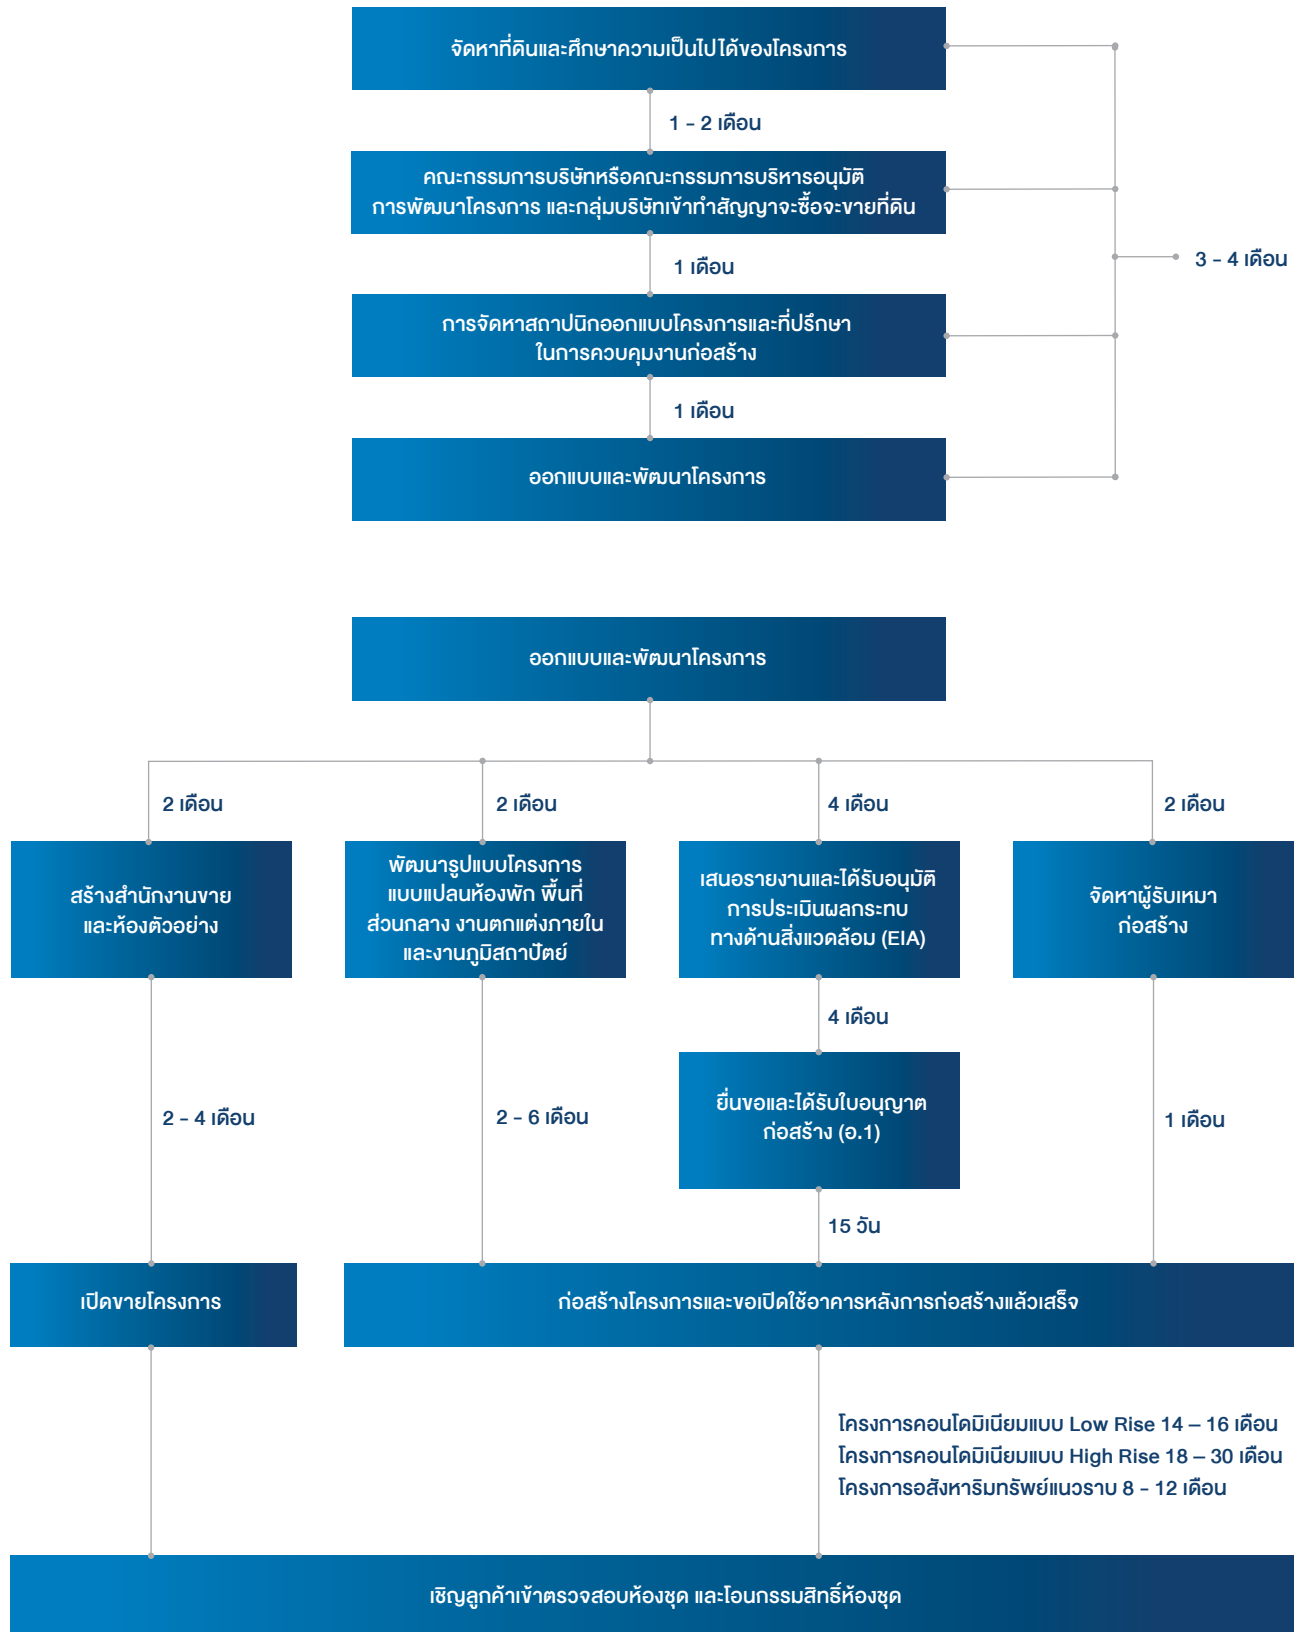 จัดหาที่ดินและศึกษาความเป็นไปได้ของโครงการ
1 - 2 เดือน
คณะกรรมการบริษัทหรือคณะกรรมการบริหารอนุมัติ
การพัฒนาโครงการ และกลุ่มบริษัทเข้าทำสัญญาจะซื้อจะขายที่ดิน
3 - 4 เดือน
1 เดือน
การจัดหาสถาปนิกออกแบบโครงการและที่ปรึกษา
ในการควบคุมงานก่อสร้าง
1 เดือน
ออกแบบและพัฒนาโครงการ
ออกแบบและพัฒนาโครงการ
2 เดือน
2 เดือน
4 เดือน
2 เดือน
สร้างสำนักงานขาย
และห้องตัวอย่าง
พัฒนารูปแบบโครงการ
แบบแปลนห้องพัก พื้นที่
ส่วนกลาง งานตกแต่งภายใน
และงานภูมิสถาปัตย์
เสนอรายงานและได้รับอนุมัติ
การประเมินผลกระทบ
ทางด้านสิ่งแวดล้อม (EIA)
จัดหาผู้รับเหมา
ก่อสร้าง
4 เดือน
2 - 4 เดือน
2 - 6 เดือน
ยื่นขอและได้รับใบอนุญาต
ก่อสร้าง (อ.1)
1 เดือน
15 วัน
เปิดขายโครงการ
ก่อสร้างโครงการและขอเปิดใช้อาคารหลังการก่อสร้างแล้วเสร็จ
โครงการคอนโดมิเนียมแบบ Low Rise 14 – 16 เดือน
โครงการคอนโดมิเนียมแบบ High Rise 18 – 30 เดือน
โครงการอสังหาริมทรัพย์แนวราบ 8 - 12 เดือน
เชิญลูกค้าเข้าตรวจสอบห้องชุด และโอนกรรมสิทธิ์ห้องชุด